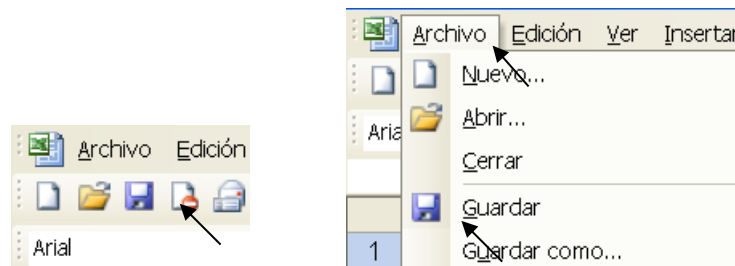 Archivo Edición
Arial
Archivo Edición Ver Insertar
Nuevo...
Abrir...
Aria
Cerrar
Guardar
1
Guardar como...